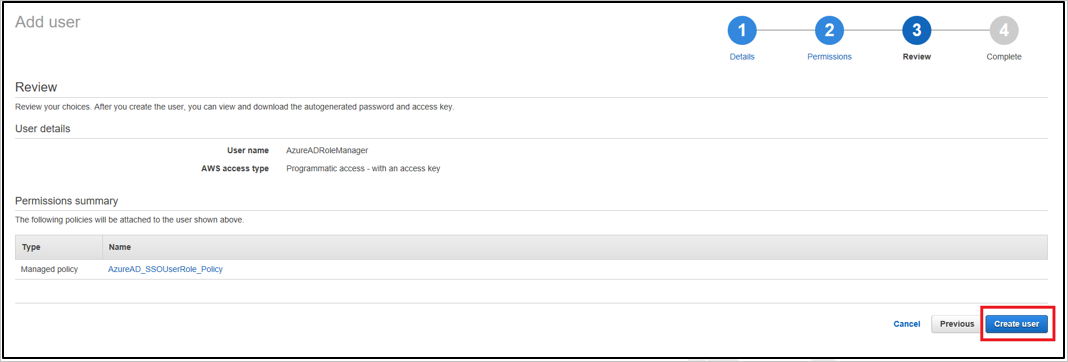 Add user
1 2 3 4
Details Permissions Review Complete
Review
Review your choices. After you create the user, you can view and download the autogenerated password and access key.
User details
User name AzureADRoleManager
AWS access type Programmatic access - with an access key
Permissions summary
The following policies will be attached to the user shown above.
Type Name
Managed policy AzureAD_SSOUserRole_Policy
Cancel Previous Create user